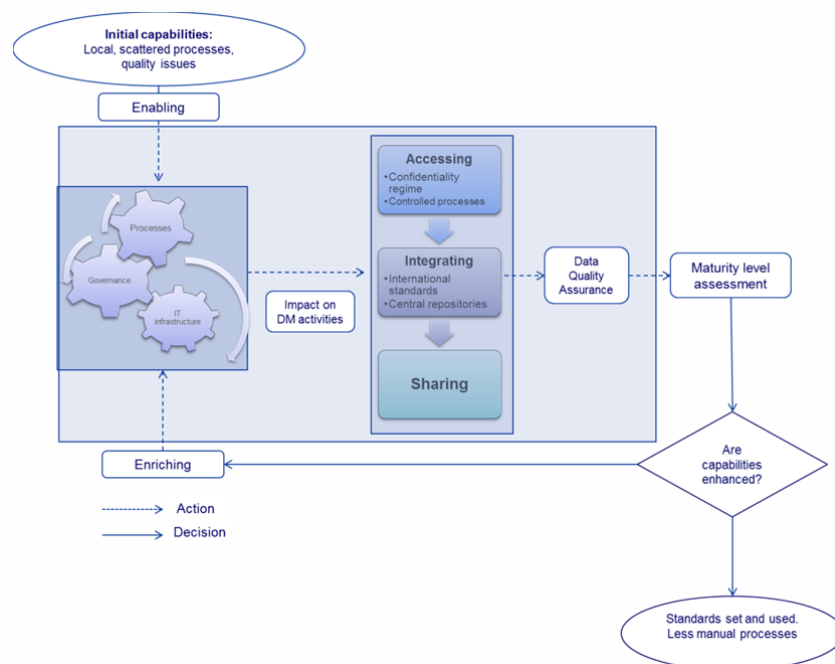 Initial capabilities:
Local, scattered processes,
quality issues
Enabling
Processes
Governance
IT
infrastructure
Impact on
DM activities
Accessing
•Confidentiality
regime
•Controlled processes
Integrating
•International
standards
•Central repositories
Sharing
Data
Quality
Assurance
Maturity level
assessment
Are
capabilities
enhanced?
Enriching
Action
Decision
Standards set and used.
Less manual processes